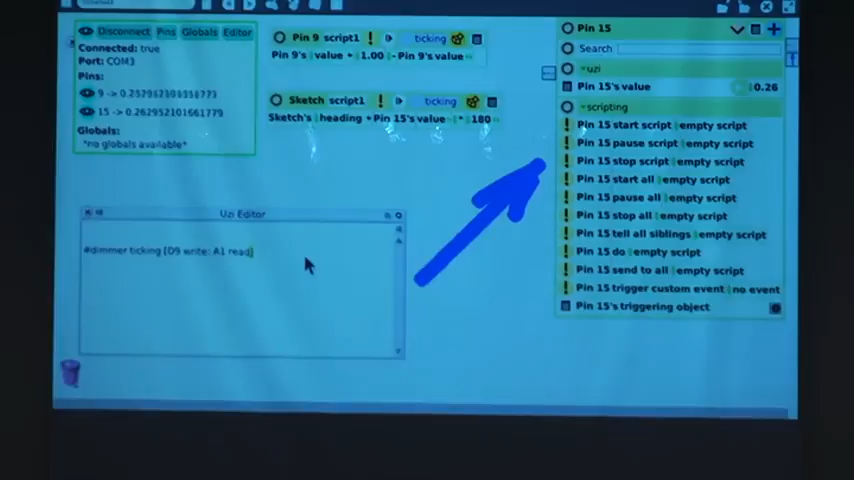 Disconnect Pins Globals Editor
Connected: true
Port: COM3
Pins:
15 -> 0.262952101661779
Globals:
*no globals available*
Pin 9 script1 ! ticking
Pin 9's value 1.00 - Pin 9's value
Sketch script1 ! ticking
Sketch's heading Pin 15's value * 180
Uzi Editor
#dimmer ticking [D9 write: A1 read]
Pin 15
Search
uzi
Pin 15's value 0.26
scripting
! Pin 15 start script empty script
! Pin 15 pause script empty script
! Pin 15 stop script empty script
! Pin 15 start all empty script
! Pin 15 pause all empty script
! Pin 15 stop all empty script
! Pin 15 tell all siblings empty script
! Pin 15 do empty script
! Pin 15 send to all empty script
! Pin 15 trigger custom event no event
Pin 15's triggering object